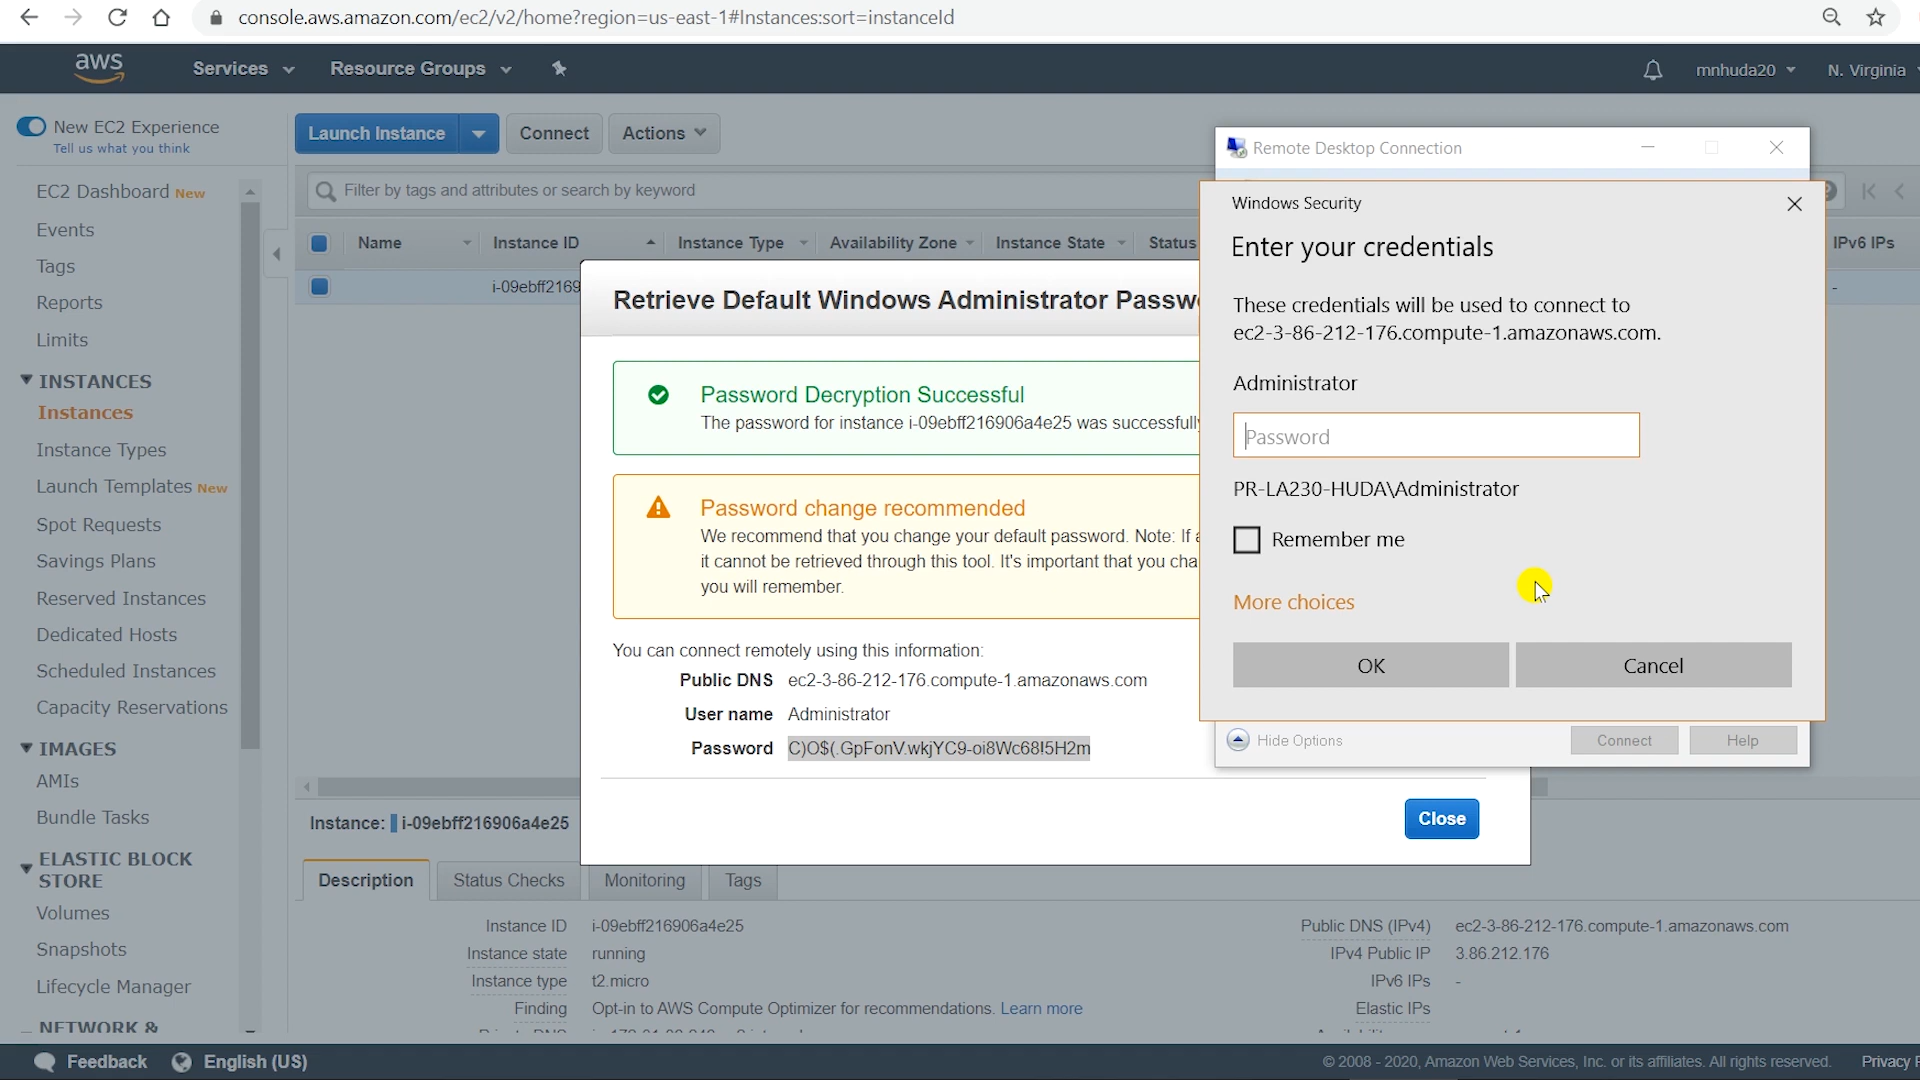 console.aws.amazon.com/ec2/v2/home?region=us-east-1#Instances:sort=instanceId
aws
Services
Resource Groups
mnhuda20
N. Virginia
New EC2 Experience
Tell us what you think
Launch Instance
Connect
Actions
Filter by tags and attributes or search by keyword
Name
Instance ID
Instance Type
Availability Zone
Instance State
Status
IPv6 IPs
i-09ebff2169
-
EC2 Dashboard New
Events
Tags
Reports
Limits
INSTANCES
Instances
Instance Types
Launch Templates New
Spot Requests
Savings Plans
Reserved Instances
Dedicated Hosts
Scheduled Instances
Capacity Reservations
IMAGES
AMIs
Bundle Tasks
ELASTIC BLOCK
STORE
Volumes
Snapshots
Lifecycle Manager
NETWORK &
Retrieve Default Windows Administrator Passw
Password Decryption Successful
The password for instance i-09ebff216906a4e25 was successfully
Password change recommended
We recommend that you change your default password. Note: If a
it cannot be retrieved through this tool. It's important that you cha
you will remember.
You can connect remotely using this information:
Public DNS ec2-3-86-212-176.compute-1.amazonaws.com
User name Administrator
Password C)O$(.GpFonV.wkjYC9-oi8Wc68!5H2m
Close
Remote Desktop Connection
Windows Security
Enter your credentials
These credentials will be used to connect to
ec2-3-86-212-176.compute-1.amazonaws.com.
Administrator
Password
PR-LA230-HUDA\Administrator
Remember me
More choices
OK
Cancel
Hide Options
Connect
Help
Instance: i-09ebff216906a4e25
Description
Status Checks
Monitoring
Tags
Instance ID i-09ebff216906a4e25
Instance state running
Instance type t2.micro
Finding Opt-in to AWS Compute Optimizer for recommendations. Learn more
Public DNS (IPv4) ec2-3-86-212-176.compute-1.amazonaws.com
IPv4 Public IP 3.86.212.176
IPv6 IPs -
Elastic IPs
Feedback
English (US)
© 2008 - 2020, Amazon Web Services, Inc. or its affiliates. All rights reserved.
Privacy P